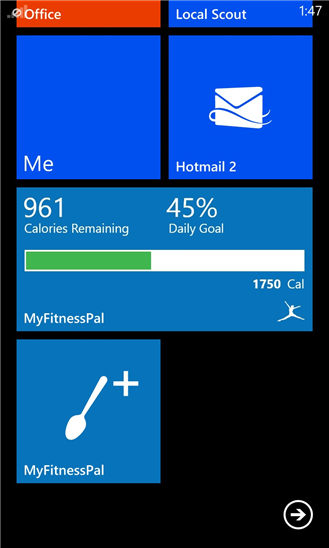 Office
Local Scout
1:47
Me
Hotmail 2
961
Calories Remaining
45%
Daily Goal
1750 Cal
MyFitnessPal
MyFitnessPal